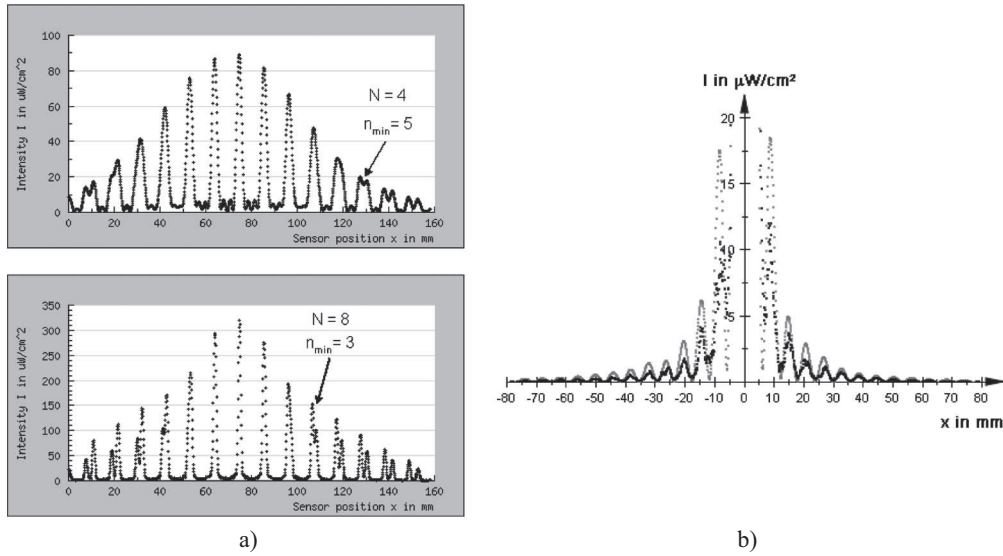 100
80
60
40
20
0
Intensity I in uW/cm^2
N = 4
n_min = 5
0 20 40 60 80 100 120 140 160
Sensor position x in mm
350
300
250
200
150
100
50
0
Intensity I in uW/cm^2
N = 8
n_min = 3
0 20 40 60 80 100 120 140 160
Sensor position x in mm
a)
I in µW/cm²
20
15
10
5
-80 -70 -60 -50 -40 -30 -20 -10 0 10 20 30 40 50 60 70 80
x in mm
b)